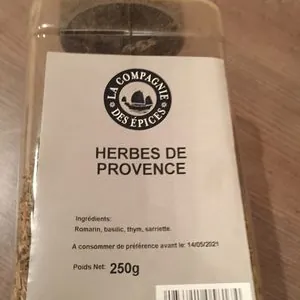 LA COMPAGNIE
DES ÉPICES
HERBES DE
PROVENCE
Ingrédients:
Romarin, basilic, thym, sarriette.
A consommer de préférence avant le: 14/05/2021
Poids Net: 250g